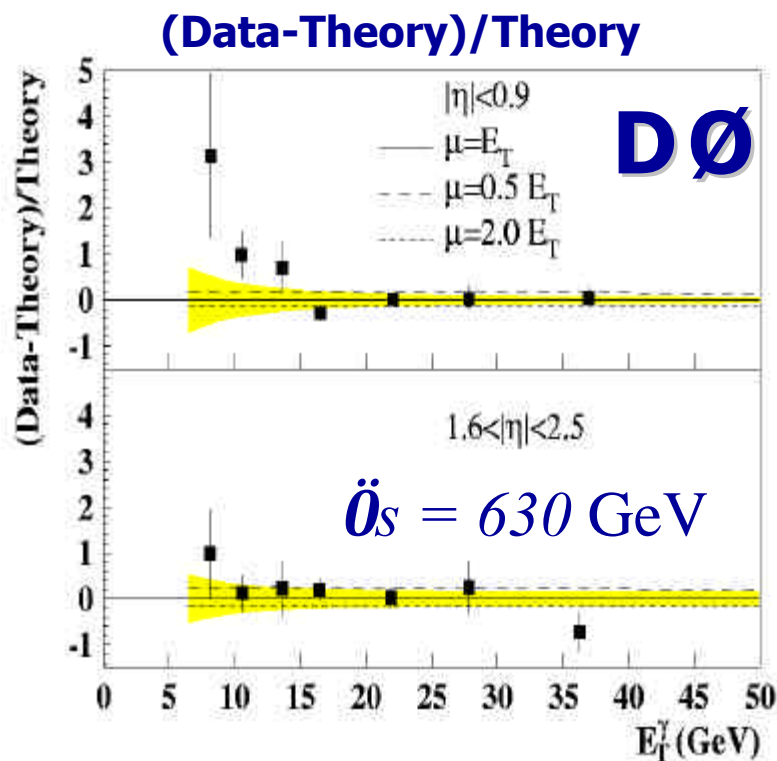 (Data-Theory)/Theory
(Data-Theory)/Theory
5
4
3
2
1
0
-1
|η|<0.9
μ=E_T
μ=0.5 E_T
μ=2.0 E_T
DØ
4
3
2
1
0
-1
1.6<|η|<2.5
Ö̈s = 630 GeV
0 5 10 15 20 25 30 35 40 45 50
E_T^γ (GeV)